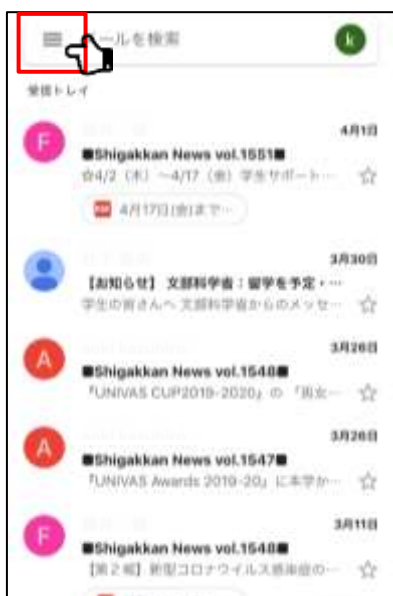 ールを検索
k
受信トレイ
F
4月1日
■Shigakkan News vol.1551■
☆4/2（木）～4/17（金）学生サポート…
PDF 4月17日(金)まで…
3月30日
【お知らせ】文部科学省：留学を予定・…
学生の皆さんへ 文部科学省からのメッセ…
A
3月26日
■Shigakkan News vol.1548■
『UNIVAS CUP2019-2020』の「男女…
A
3月26日
■Shigakkan News vol.1547■
『UNIVAS Awards 2019-20』に本学か…
F
3月11日
■Shigakkan News vol.1548■
【第2報】新型コロナウイルス感染症の…